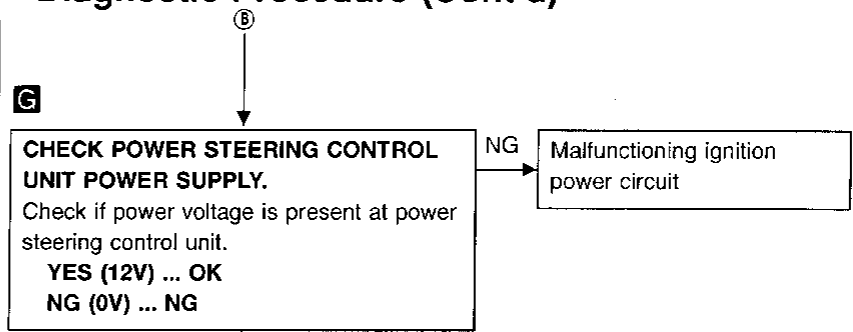 Diagnostic Procedure (Cont'd)
B
G
CHECK POWER STEERING CONTROL
UNIT POWER SUPPLY.
Check if power voltage is present at power
steering control unit.
YES (12V) ... OK
NG (0V) ... NG
NG
Malfunctioning ignition
power circuit